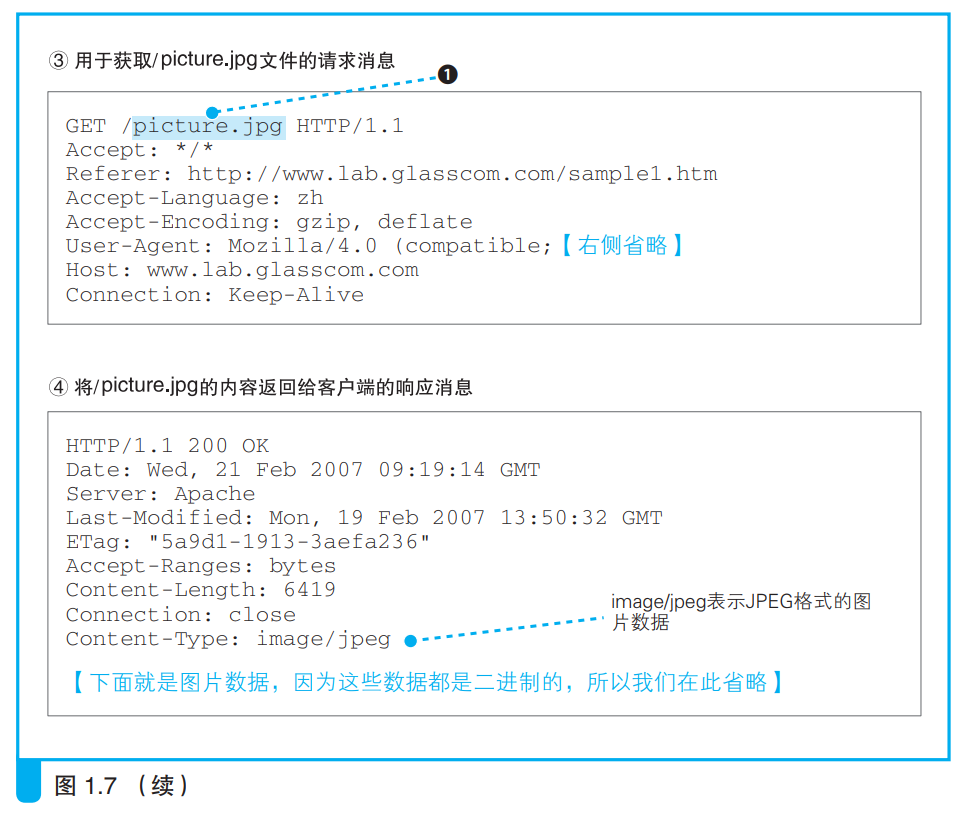 ③ 用于获取/picture.jpg文件的请求消息
❶
GET /picture.jpg HTTP/1.1
Accept: */*
Referer: http://www.lab.glasscom.com/sample1.htm
Accept-Language: zh
Accept-Encoding: gzip, deflate
User-Agent: Mozilla/4.0 (compatible;【右侧省略】
Host: www.lab.glasscom.com
Connection: Keep-Alive
④ 将/picture.jpg的内容返回给客户端的响应消息
HTTP/1.1 200 OK
Date: Wed, 21 Feb 2007 09:19:14 GMT
Server: Apache
Last-Modified: Mon, 19 Feb 2007 13:50:32 GMT
ETag: "5a9d1-1913-3aefa236"
Accept-Ranges: bytes
Content-Length: 6419
Connection: close
Content-Type: image/jpeg
image/jpeg表示JPEG格式的图
片数据
【下面就是图片数据，因为这些数据都是二进制的，所以我们在此省略】
图 1.7 （续）